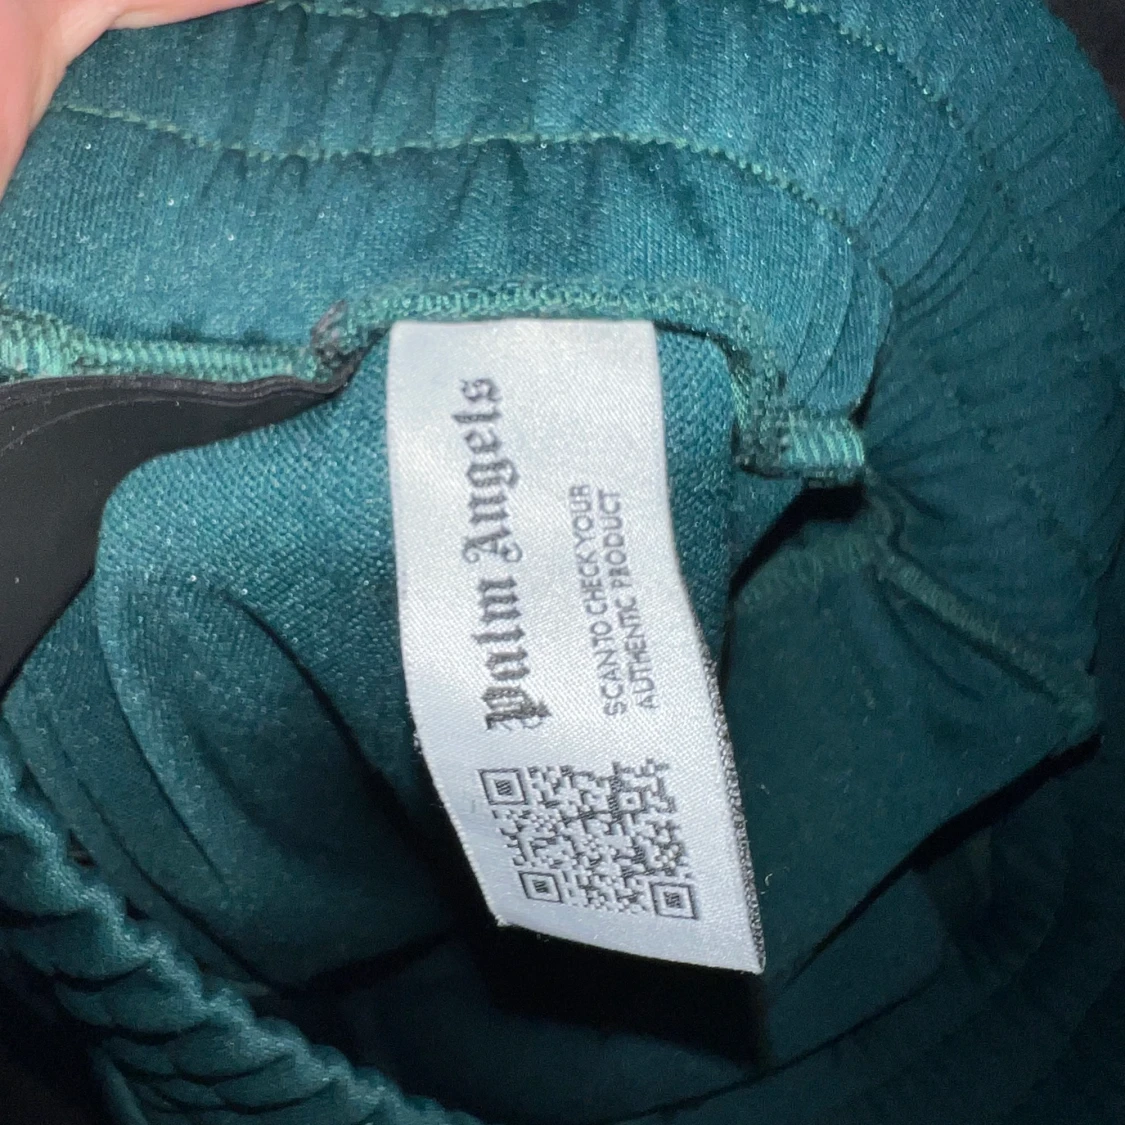 Palm Angels
SCAN TO CHECK YOUR
AUTHENTIC PRODUCT